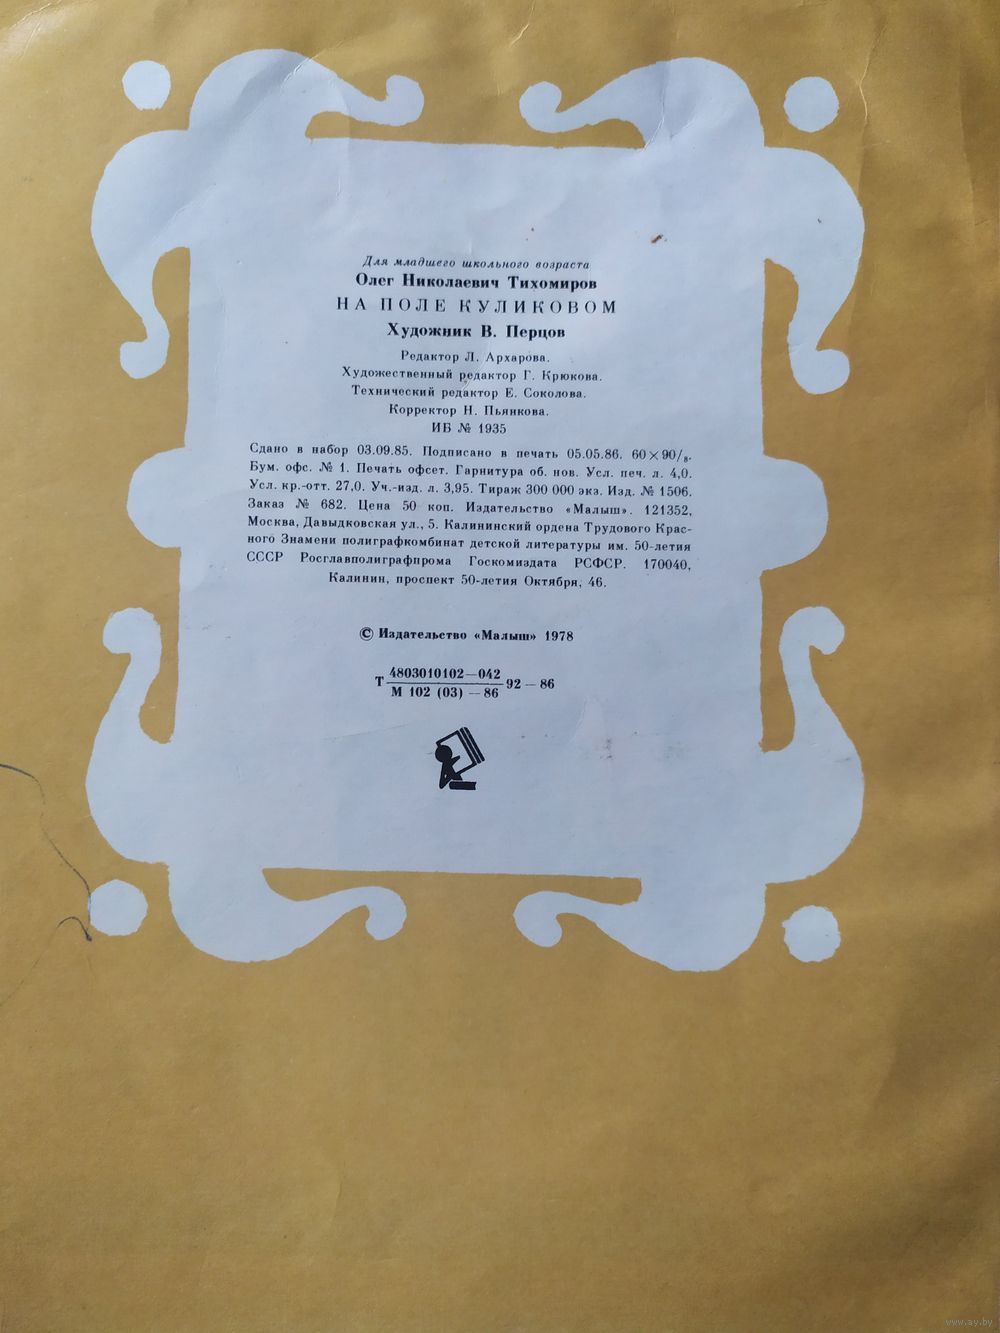 Для младшего школьного возраста
Олег Николаевич Тихомиров
НА ПОЛЕ КУЛИКОВОМ
Художник В. Перцов
Редактор Л. Архарова.
Художественный редактор Г. Крюкова.
Технический редактор Е. Соколова.
Корректор Н. Пьянкова.
ИБ № 1935
Сдано в набор 03.09.85. Подписано в печать 05.05.86. 60×90/8.
Бум. офс. № 1. Печать офсет. Гарнитура об. нов. Усл. печ. л. 4,0.
Усл. кр.-отт. 27,0. Уч.-изд. л. 3,95. Тираж 300 000 экз. Изд. № 1506.
Заказ № 682. Цена 50 коп. Издательство «Малыш». 121352,
Москва, Давыдковская ул., 5. Калининский ордена Трудового Крас-
ного Знамени полиграфкомбинат детской литературы им. 50-летия
СССР Росглавполиграфпрома Госкомиздата РСФСР. 170040,
Калинин, проспект 50-летия Октября, 46.
© Издательство «Малыш» 1978
4803010102—042
Т 92—86
М 102 (03) —86
www.ay.by